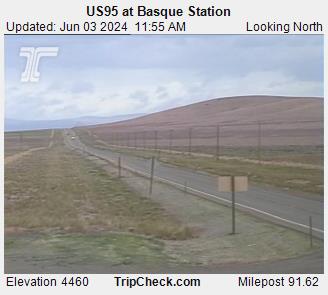 US95 at Basque Station
Updated: Jun 03 2024 11:55 AM Looking North
Elevation 4460 TripCheck.com Milepost 91.62